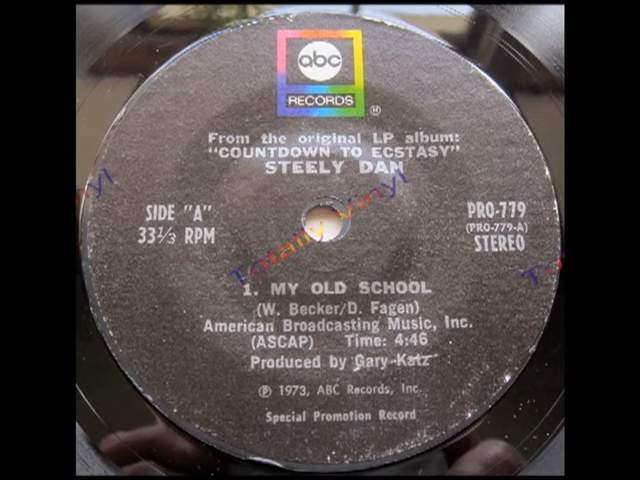 abc
RECORDS
®
From the original LP album:
"COUNTDOWN TO ECSTASY"
STEELY DAN
SIDE "A"
33⅓ RPM
PRO-779
(PRO-779-A)
STEREO
Totally Vinyl
1. MY OLD SCHOOL
(W. Becker/D. Fagen)
American Broadcasting Music, Inc.
(ASCAP) Time: 4:46
Produced by Gary Katz
℗ 1973, ABC Records, Inc.
Special Promotion Record